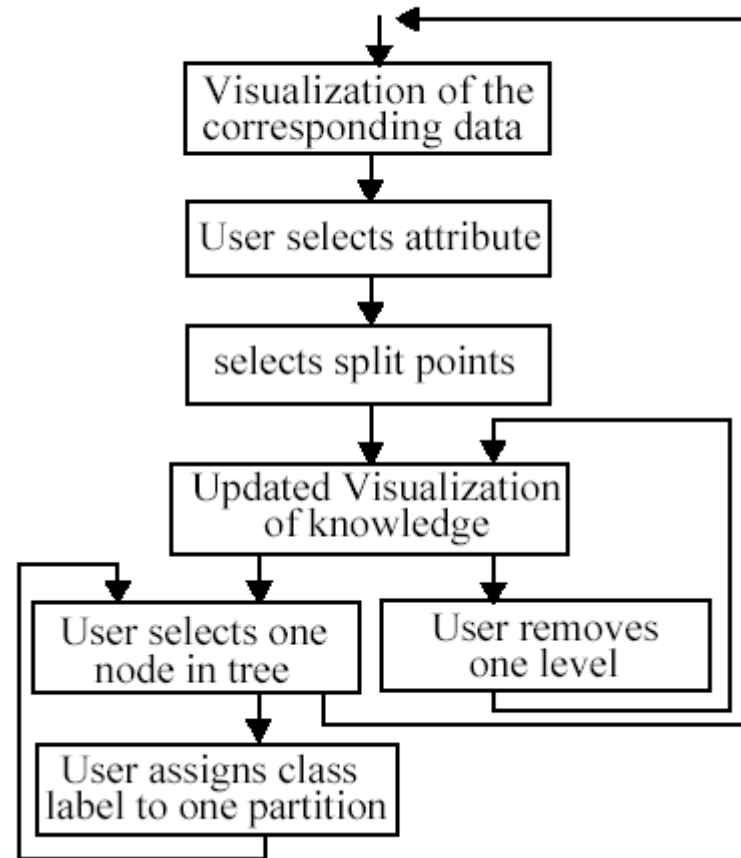 Visualization of the
corresponding data
User selects attribute
selects split points
Updated Visualization
of knowledge
User selects one
node in tree
User removes
one level
User assigns class
label to one partition